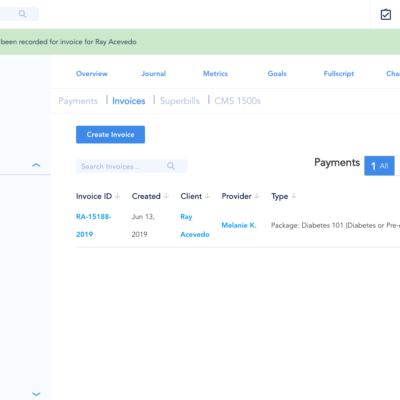 been recorded for invoice for Ray Acevedo
Overview Journal Metrics Goals Fullscript
Payments | Invoices | Superbills | CMS 1500s
Create Invoice
Search Invoices...
Payments 1 All
Invoice ID Created Client Provider Type
RA-15188- Jun 13, Ray
Melanie K. Package: Diabetes 101 (Diabetes or Pre-
2019 2019 Acevedo